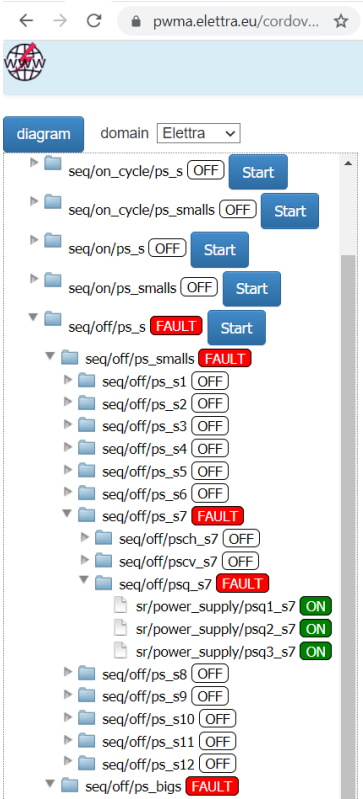 pwma.elettra.eu/cordov...
WWW
diagram domain Elettra
seq/on_cycle/ps_s OFF Start
seq/on_cycle/ps_smalls OFF Start
seq/on/ps_s OFF Start
seq/on/ps_smalls OFF Start
seq/off/ps_s FAULT Start
seq/off/ps_smalls FAULT
seq/off/ps_s1 OFF
seq/off/ps_s2 OFF
seq/off/ps_s3 OFF
seq/off/ps_s4 OFF
seq/off/ps_s5 OFF
seq/off/ps_s6 OFF
seq/off/ps_s7 FAULT
seq/off/psch_s7 OFF
seq/off/pscv_s7 OFF
seq/off/psq_s7 FAULT
sr/power_supply/psq1_s7 ON
sr/power_supply/psq2_s7 ON
sr/power_supply/psq3_s7 ON
seq/off/ps_s8 OFF
seq/off/ps_s9 OFF
seq/off/ps_s10 OFF
seq/off/ps_s11 OFF
seq/off/ps_s12 OFF
seq/off/ps_bigs FAULT